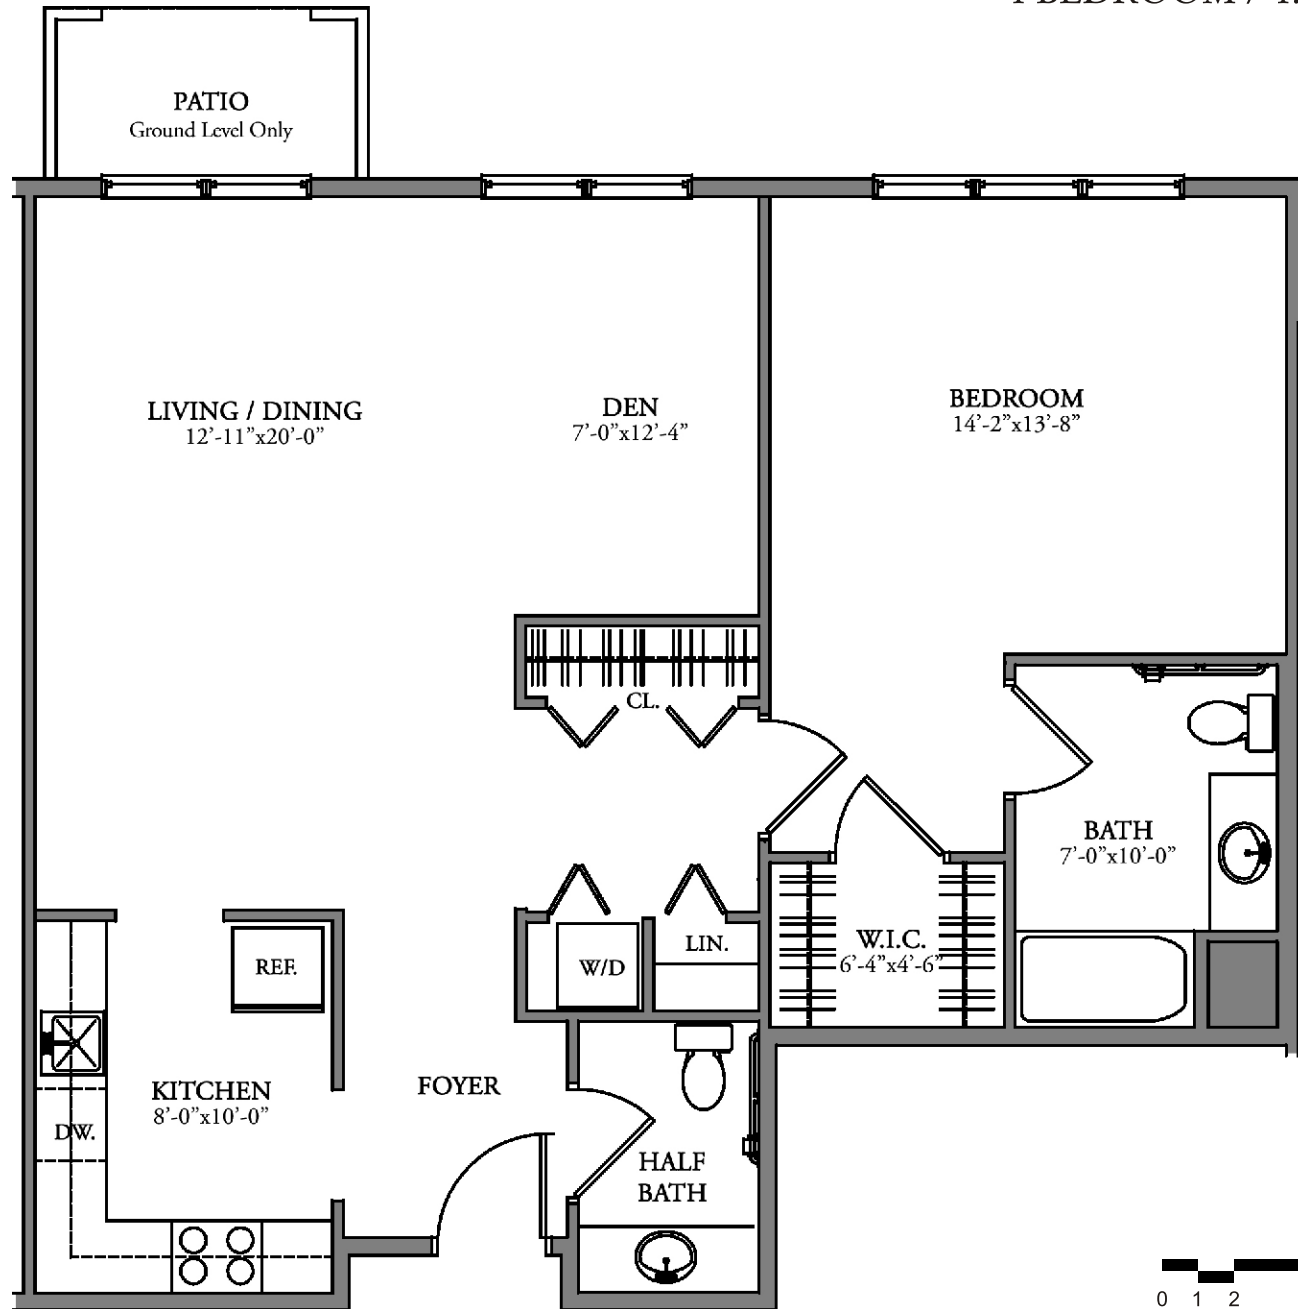 BEDROOM /
PATIO
Ground Level Only
LIVING / DINING
12'-11"x20'-0"
DEN
7'-0"x12'-4"
BEDROOM
14'-2"x13'-8"
CL.
BATH
7'-0"x10'-0"
W.I.C.
6'-4"x4'-6"
REF.
W/D
LIN.
KITCHEN
8'-0"x10'-0"
FOYER
DW.
HALF
BATH
0 1 2